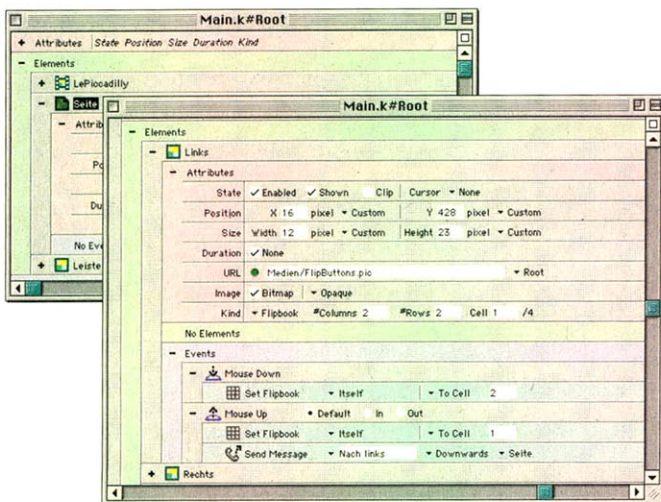 Main.k#Root
+ Attributes State Position Size Duration Kind
− Elements
+ LePiccadilly
− Seite
− Attrib
Po
Du
No Eve
+ Leiste
Main.k#Root
− Elements
− Links
− Attributes
State ✓ Enabled ✓ Shown Clip Cursor ▾ None
Position X 16 pixel ▾ Custom Y 428 pixel ▾ Custom
Size Width 12 pixel ▾ Custom Height 23 pixel ▾ Custom
Duration ✓ None
URL ● Medien/FlipButtons.pic ▾ Root
Image ✓ Bitmap ▾ Opaque
Kind ▾ Flipbook #Columns 2 #Rows 2 Cell 1 /4
No Elements
− Events
− Mouse Down
Set Flipbook ▾ Itself ▾ To Cell 2
− Mouse Up • Default In Out
Set Flipbook ▾ Itself ▾ To Cell 1
Send Message ▾ Nach links ▾ Downwards ▾ Seite
+ Rechts